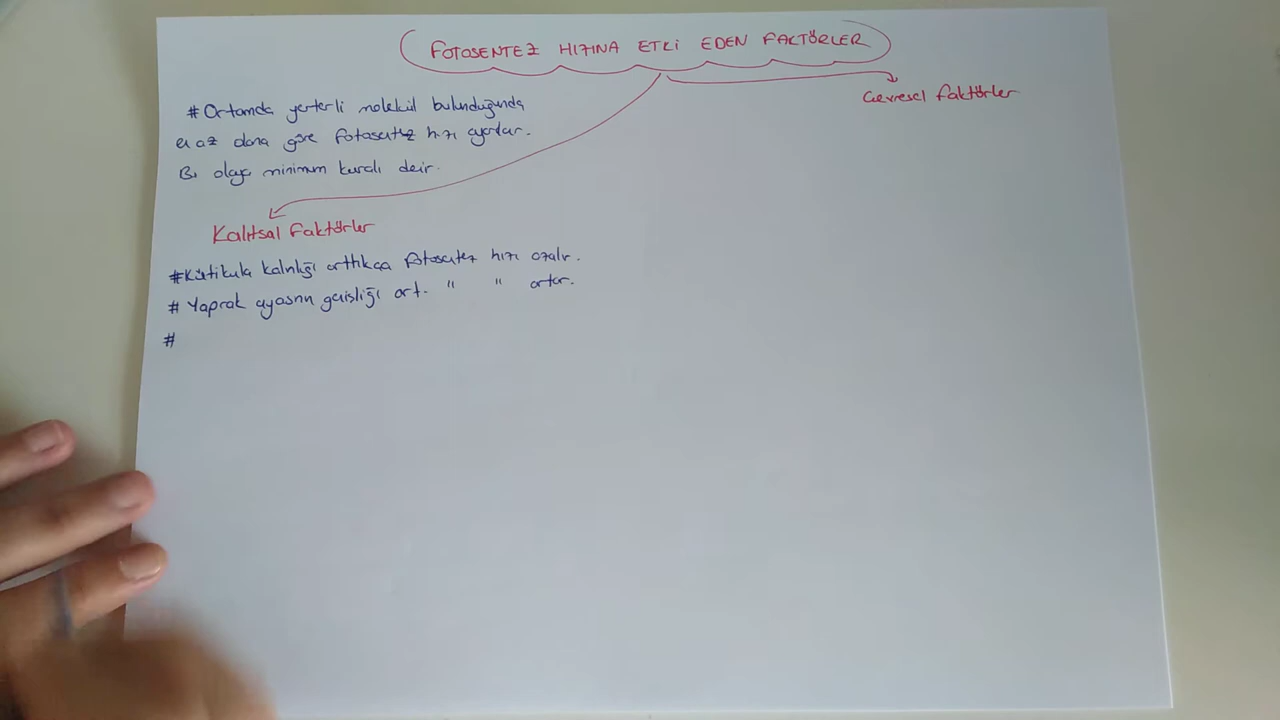 FOTOSENTEZ HIZINA ETKİ EDEN FAKTÖRLER
Çevresel faktörler
# Ortamda yeterli molekül bulunduğunda
en az olana göre fotosentez hızı ayarlar.
Bu olaya minimum kuralı denir.
Kalıtsal faktörler
# Kütikula kalınlığı arttıkça fotosentez hızı azalır.
# Yaprak ayasının genişliği art. " " artar.
#